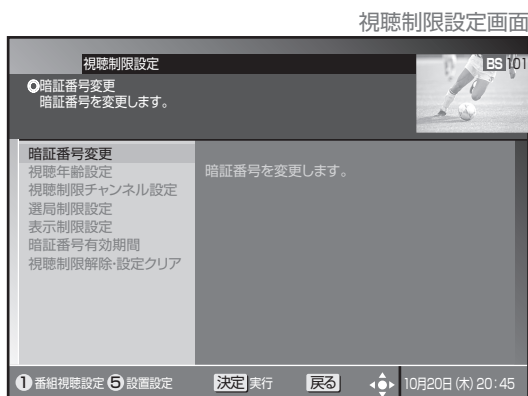 視聴制限設定画面
視聴制限設定
BS 101
暗証番号変更
暗証番号を変更します。
暗証番号変更
視聴年齢設定
視聴制限チャンネル設定
選局制限設定
表示制限設定
暗証番号有効期間
視聴制限解除・設定クリア
暗証番号を変更します。
1 番組視聴設定 5 設置設定 決定 実行 戻る 10月20日(木) 20:45